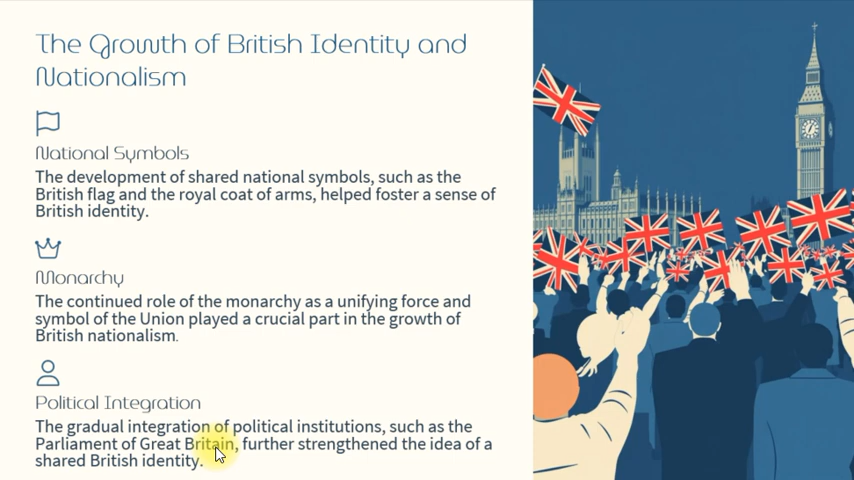 The Growth of British Identity and
Nationalism
National Symbols
The development of shared national symbols, such as the
British flag and the royal coat of arms, helped foster a sense of
British identity.
Monarchy
The continued role of the monarchy as a unifying force and
symbol of the Union played a crucial part in the growth of
British nationalism.
Political Integration
The gradual integration of political institutions, such as the
Parliament of Great Britain, further strengthened the idea of a
shared British identity.